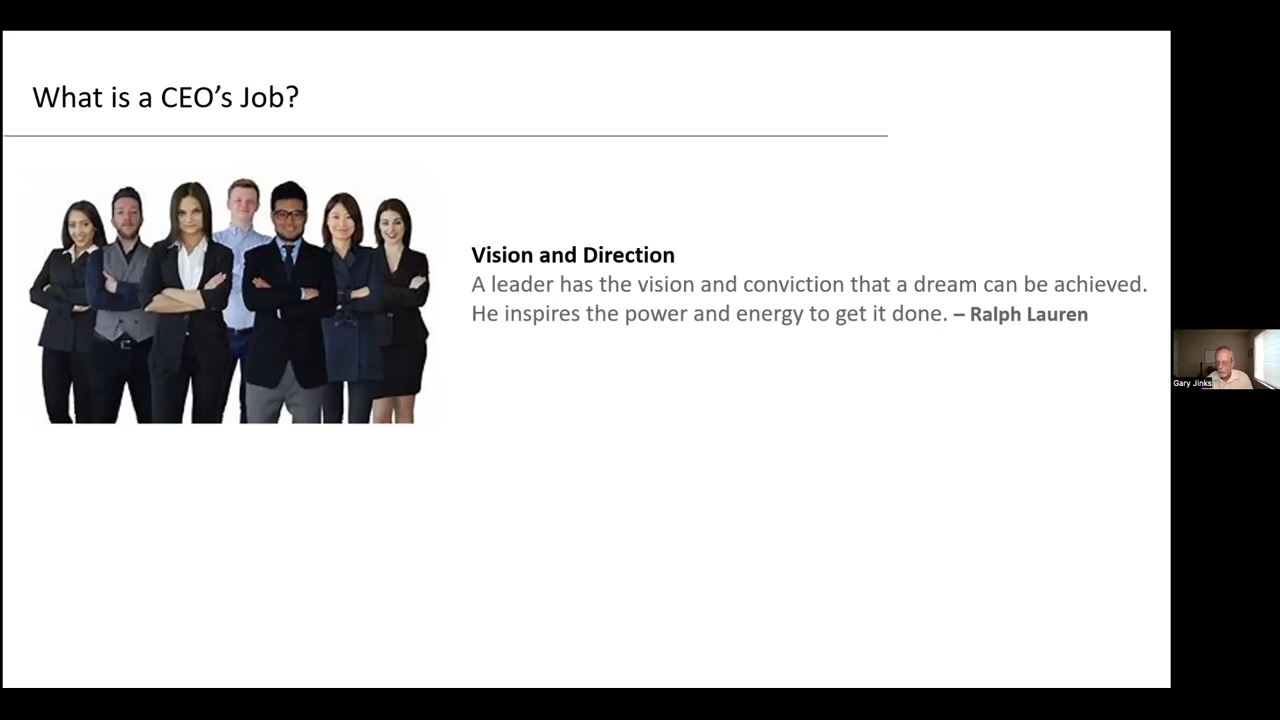 What is a CEO’s Job?
Vision and Direction
A leader has the vision and conviction that a dream can be achieved.
He inspires the power and energy to get it done. – Ralph Lauren
Gary Jinks